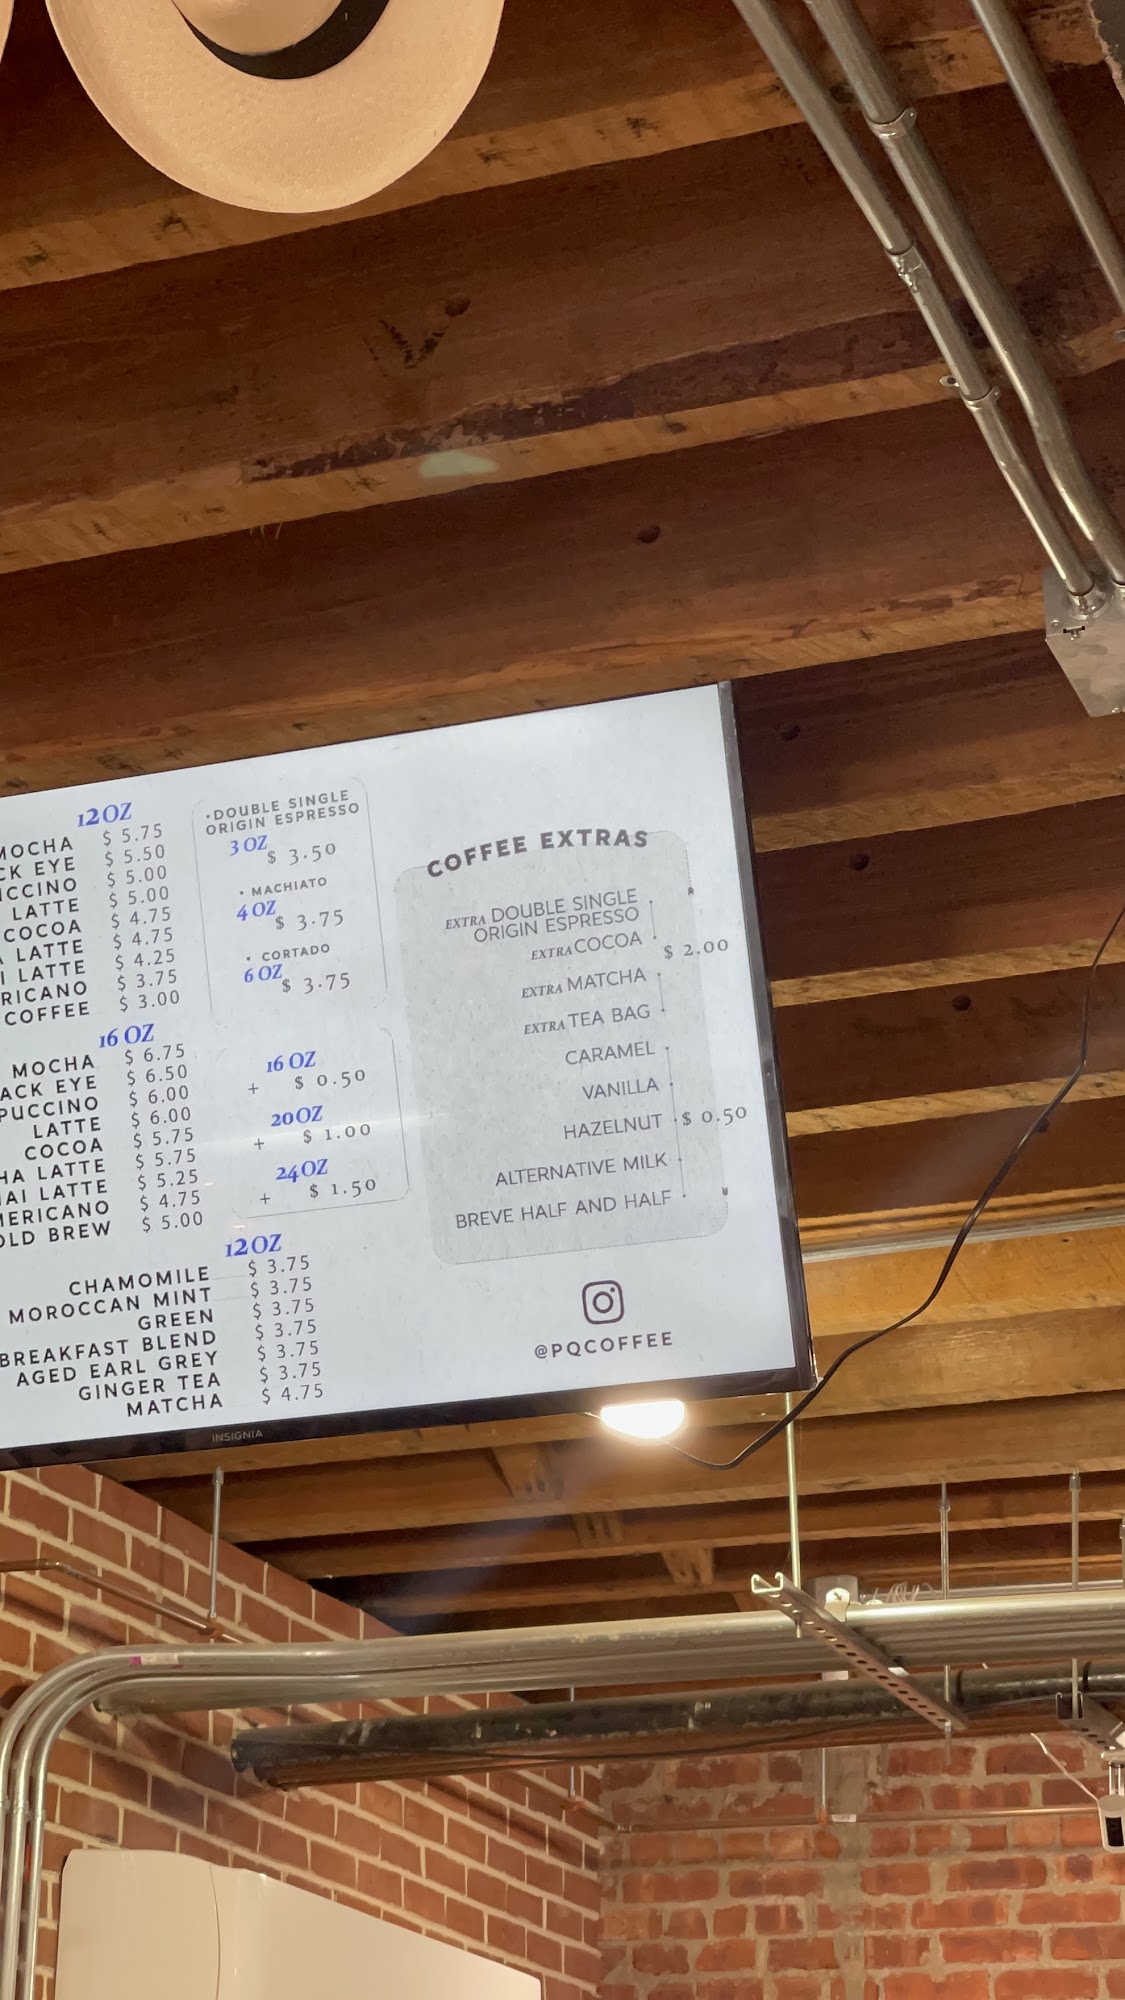 12OZ
MOCHA $ 5.75
CK EYE $ 5.50
CCINO $ 5.00
LATTE $ 5.00
COCOA $ 4.75
LATTE $ 4.75
I LATTE $ 4.25
RICANO $ 3.75
COFFEE $ 3.00
16 OZ
MOCHA $ 6.75
ACK EYE $ 6.50
PUCCINO $ 6.00
LATTE $ 6.00
COCOA $ 5.75
HA LATTE $ 5.75
AI LATTE $ 5.25
MERICANO $ 4.75
OLD BREW $ 5.00
• DOUBLE SINGLE
ORIGIN ESPRESSO
3 OZ $ 3.50
• MACHIATO
4 OZ $ 3.75
• CORTADO
6 OZ $ 3.75
16 OZ
+ $ 0.50
20OZ
+ $ 1.00
24OZ
+ $ 1.50
12OZ
CHAMOMILE $ 3.75
MOROCCAN MINT $ 3.75
GREEN $ 3.75
BREAKFAST BLEND $ 3.75
AGED EARL GREY $ 3.75
GINGER TEA $ 3.75
MATCHA $ 4.75
COFFEE EXTRAS
EXTRA DOUBLE SINGLE
ORIGIN ESPRESSO
EXTRA COCOA
$ 2.00
EXTRA MATCHA
EXTRA TEA BAG
CARAMEL
VANILLA
HAZELNUT $ 0.50
ALTERNATIVE MILK
BREVE HALF AND HALF
@PQCOFFEE
INSIGNIA